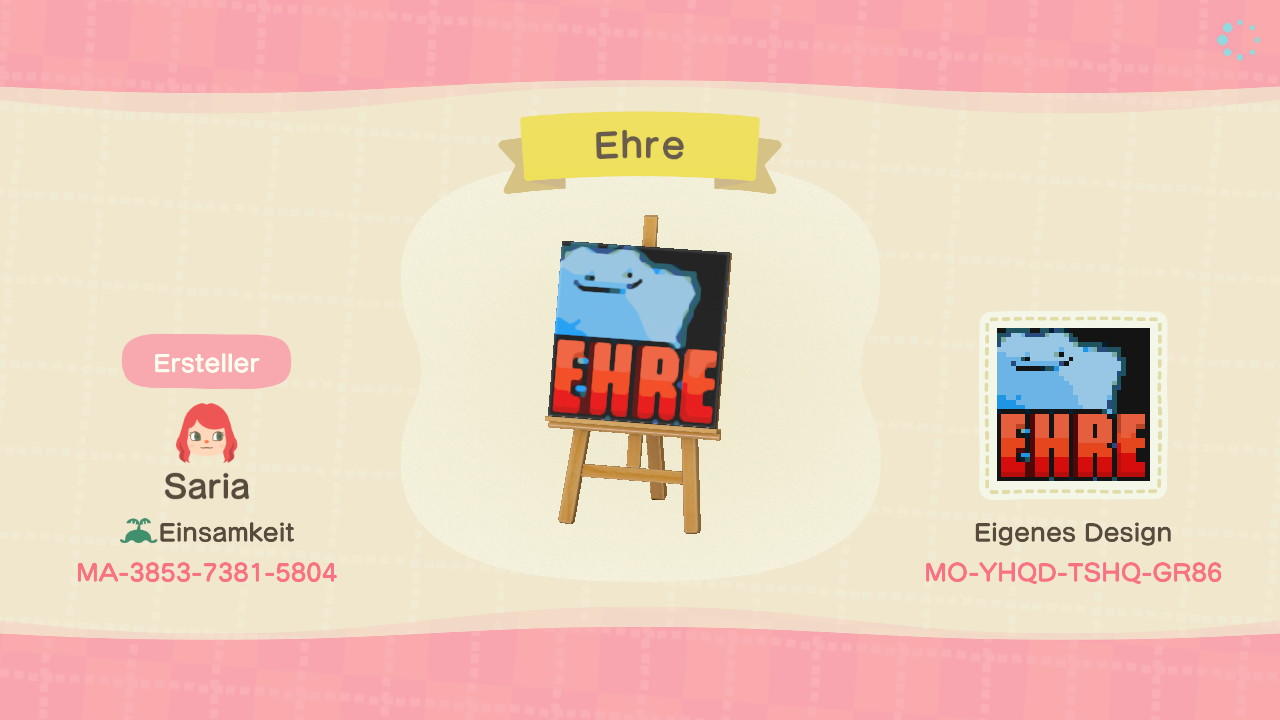 Ehre
EHRE
EHRE
Ersteller
Saria
Einsamkeit
MA-3853-7381-5804
Eigenes Design
MO-YHQD-TSHQ-GR86